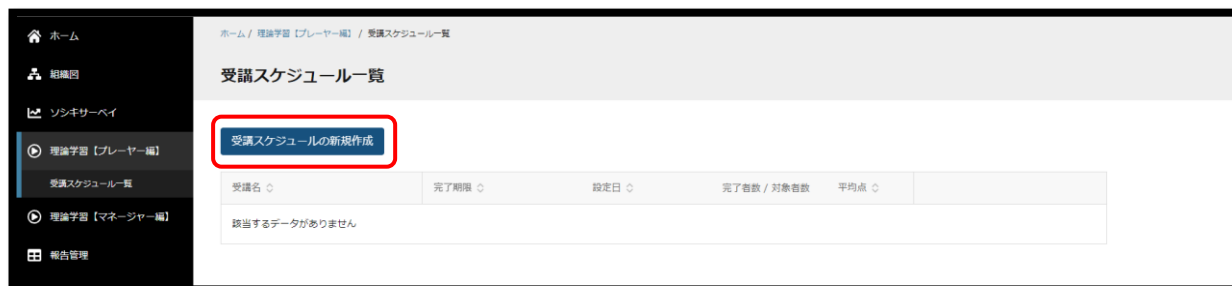 ホーム
組織図
ソシキサーベイ
理論学習【プレーヤー編】
受講スケジュール一覧
理論学習【マネージャー編】
報告管理
ホーム / 理論学習【プレーヤー編】 / 受講スケジュール一覧
受講スケジュール一覧
受講スケジュールの新規作成
受講名 完了期限 設定日 完了者数 / 対象者数 平均点
該当するデータがありません